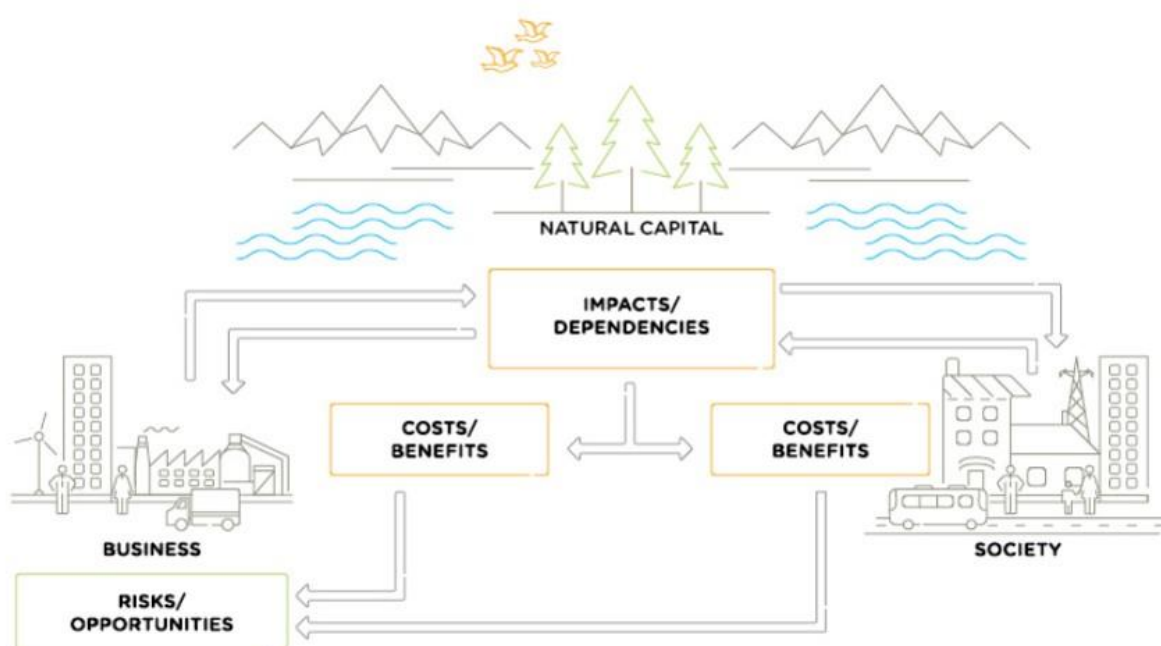 NATURAL CAPITAL
IMPACTS/
DEPENDENCIES
COSTS/
BENEFITS
COSTS/
BENEFITS
BUSINESS
SOCIETY
RISKS/
OPPORTUNITIES